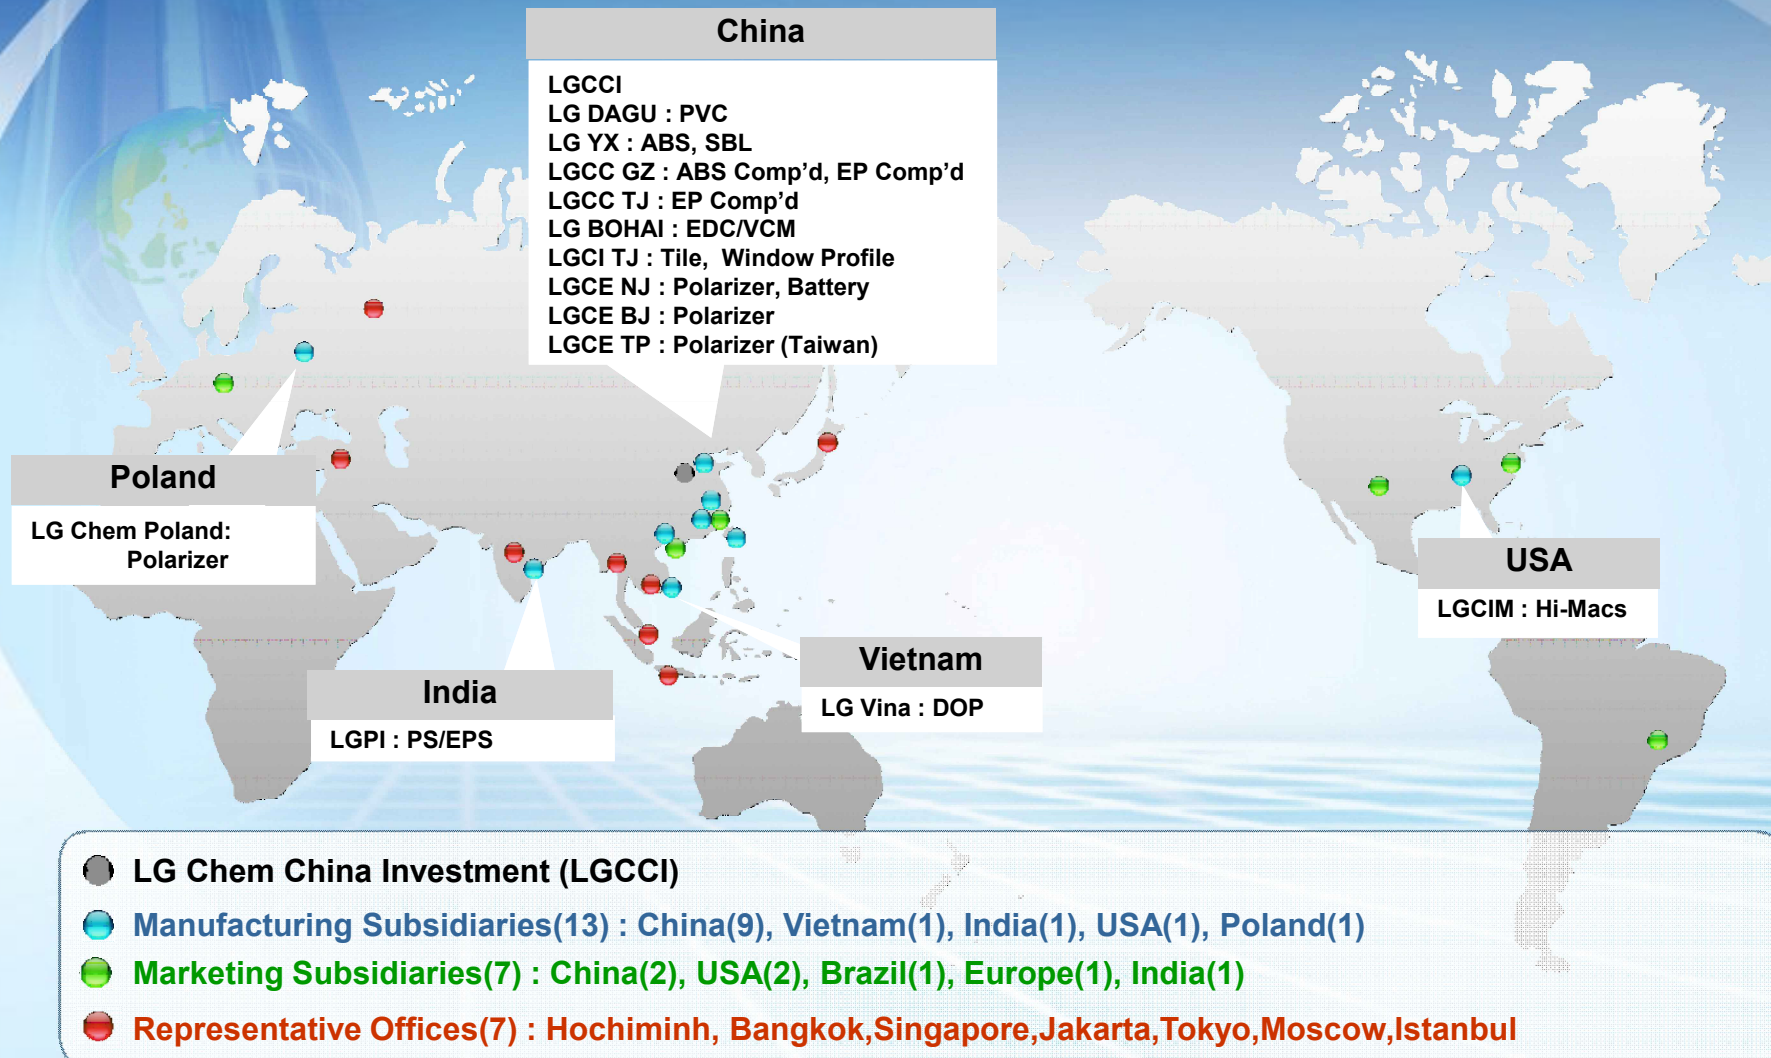 China
LGCCI
LG DAGU : PVC
LG YX : ABS, SBL
LGCC GZ : ABS Comp’d, EP Comp’d
LGCC TJ : EP Comp’d
LG BOHAI : EDC/VCM
LGCI TJ : Tile, Window Profile
LGCE NJ : Polarizer, Battery
LGCE BJ : Polarizer
LGCE TP : Polarizer (Taiwan)
Poland
LG Chem Poland:
Polarizer
USA
LGCIM : Hi-Macs
Vietnam
LG Vina : DOP
India
LGPI : PS/EPS
LG Chem China Investment (LGCCI)
Manufacturing Subsidiaries(13) : China(9), Vietnam(1), India(1), USA(1), Poland(1)
Marketing Subsidiaries(7) : China(2), USA(2), Brazil(1), Europe(1), India(1)
Representative Offices(7) : Hochiminh, Bangkok,Singapore,Jakarta,Tokyo,Moscow,Istanbul